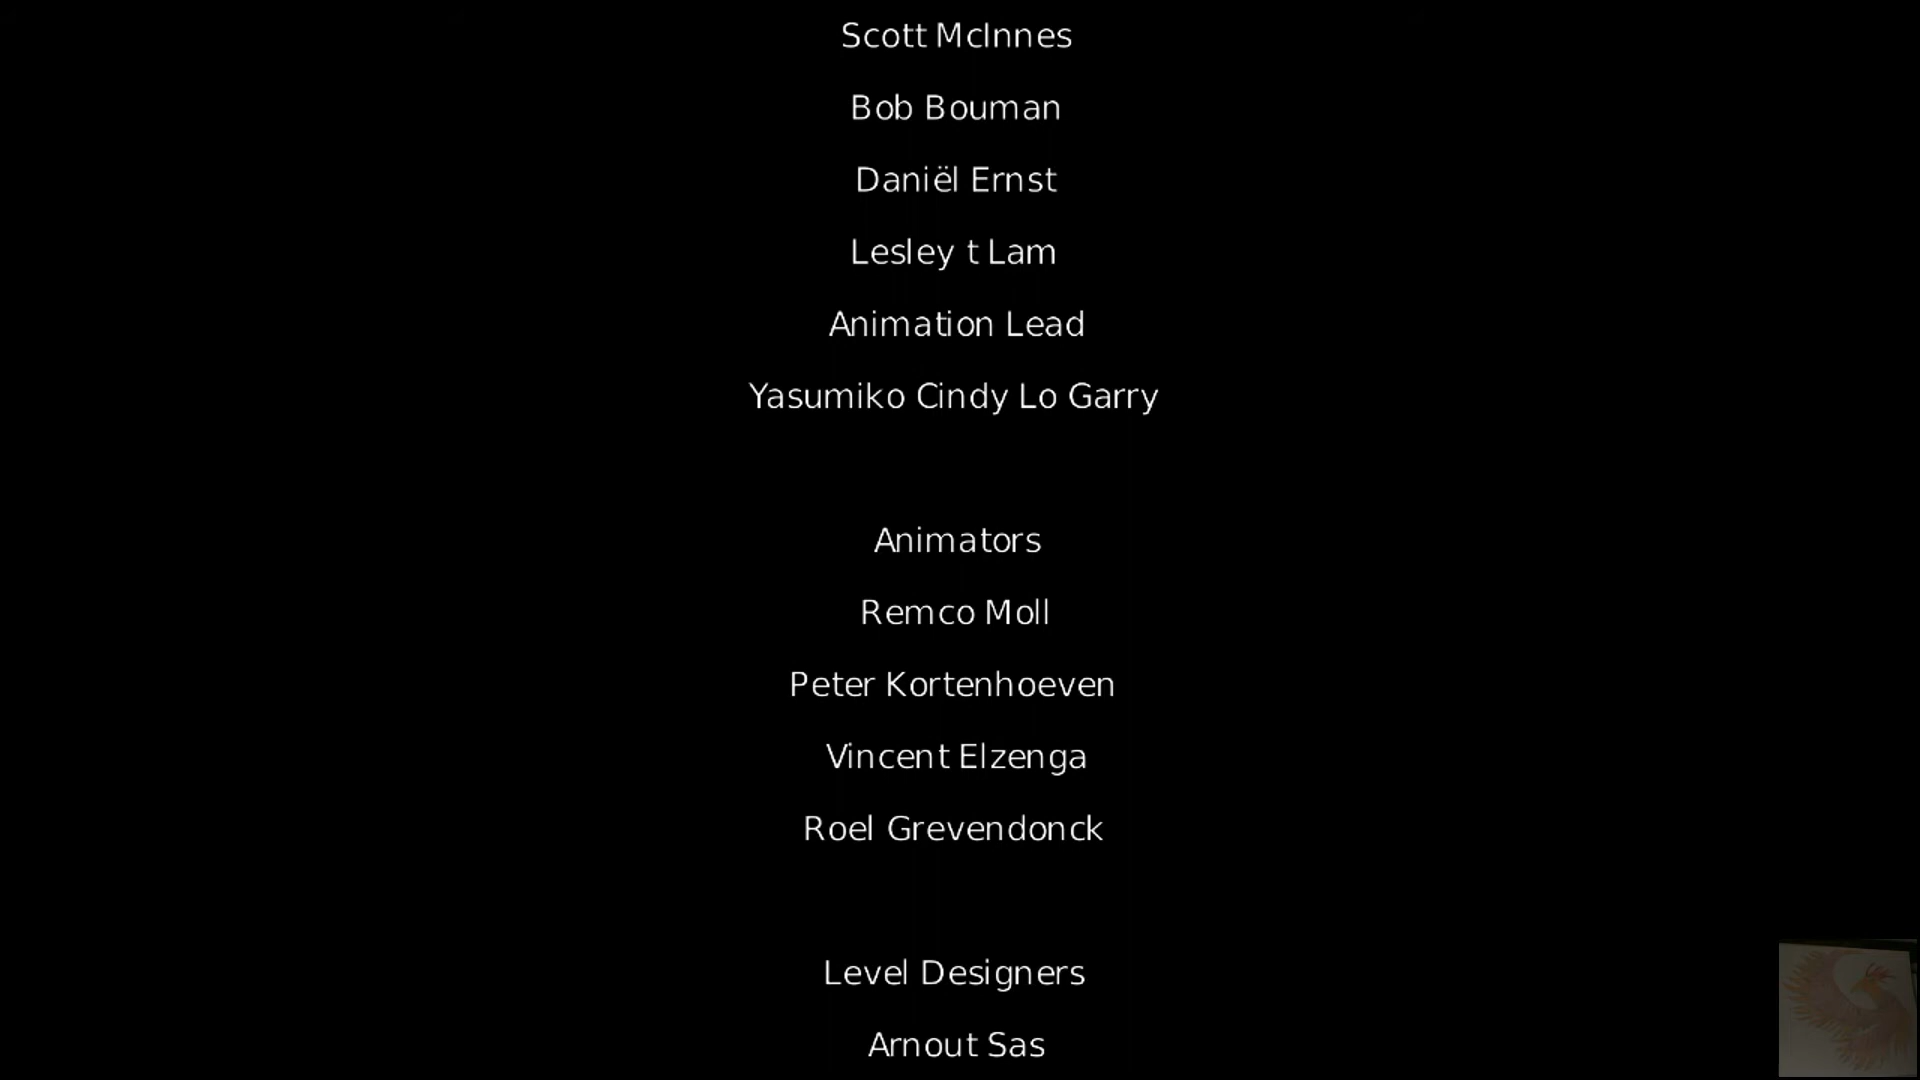 Scott McInnes
Bob Bouman
Daniël Ernst
Lesley t Lam
Animation Lead
Yasumiko Cindy Lo Garry
Animators
Remco Moll
Peter Kortenhoeven
Vincent Elzenga
Roel Grevendonck
Level Designers
Arnout Sas